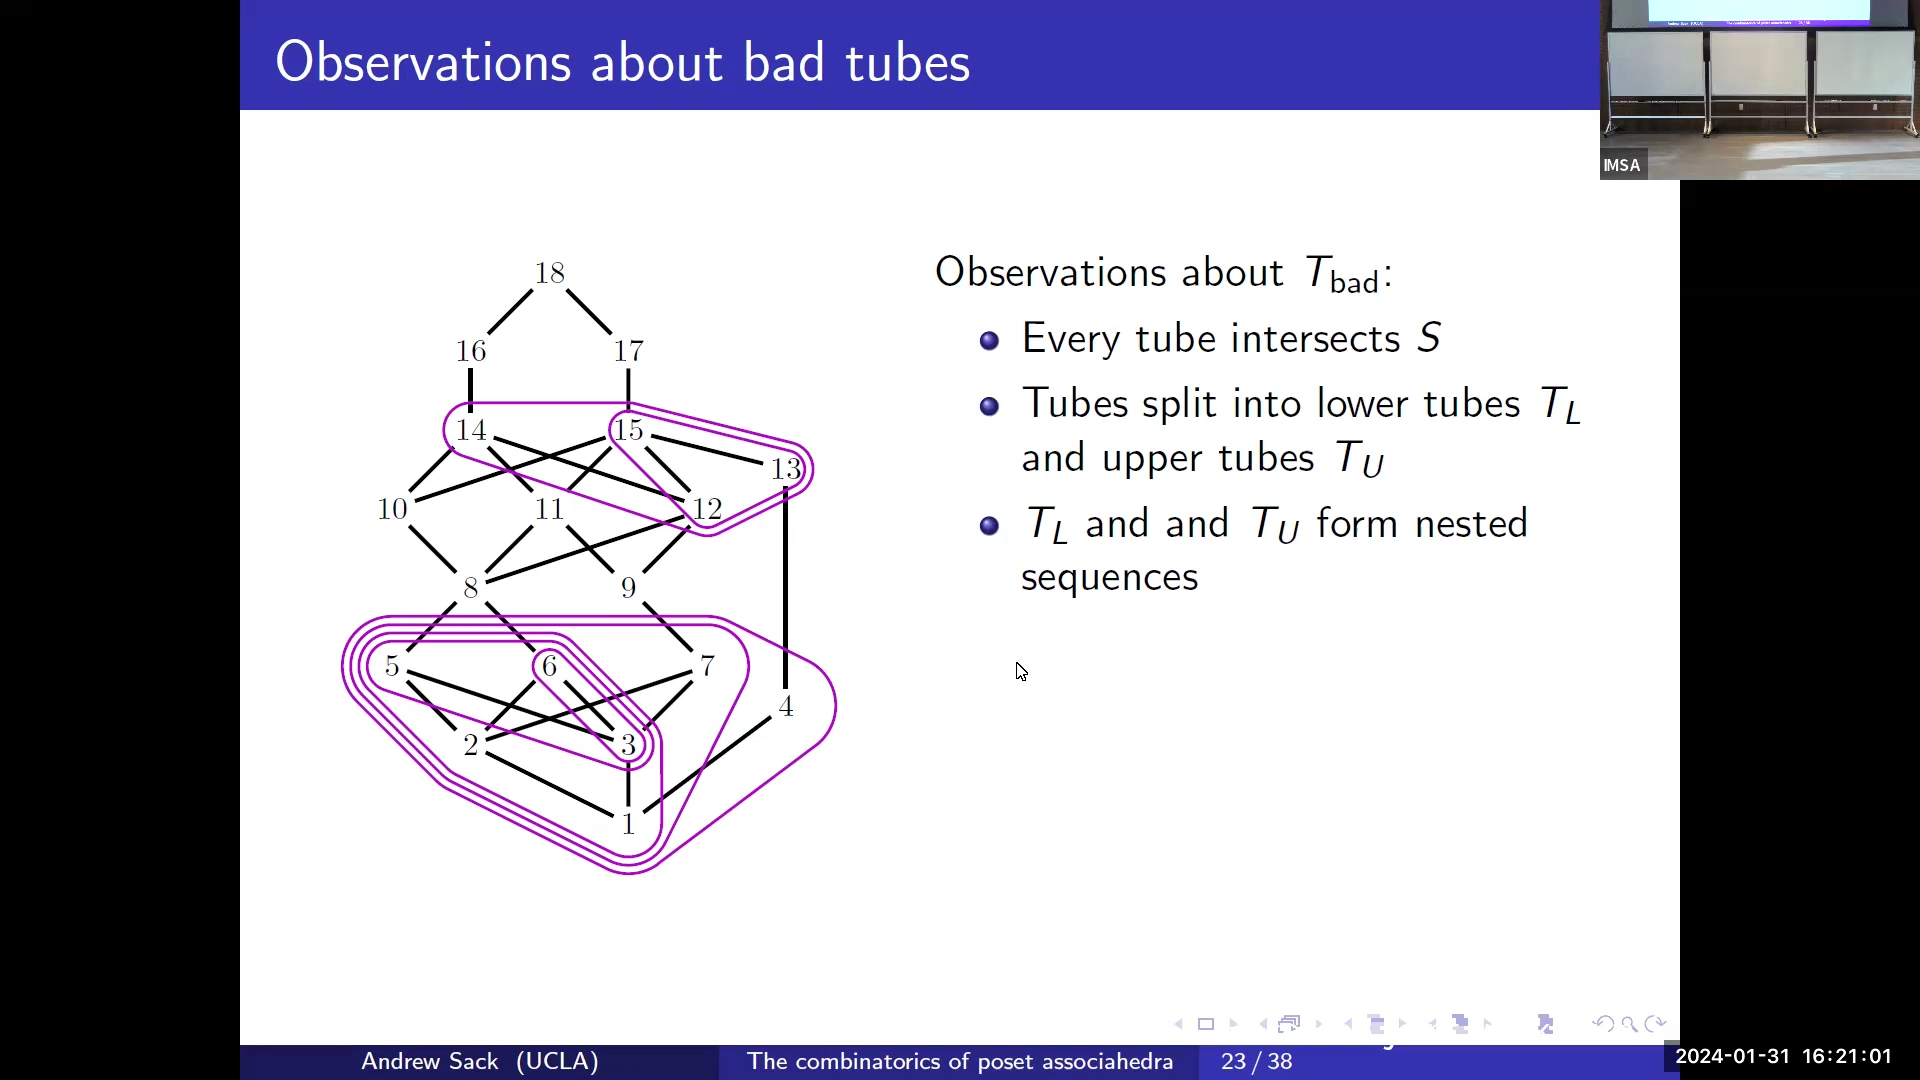 Observations about bad tubes
IMSA
18
16 17
14 15
13
10 11 12
8 9
5 6 7
4
2 3
1
Observations about T_bad:
Every tube intersects S
Tubes split into lower tubes T_L
and upper tubes T_U
T_L and and T_U form nested
sequences
Andrew Sack (UCLA) The combinatorics of poset associahedra 23 / 38
2024-01-31 16:21:01